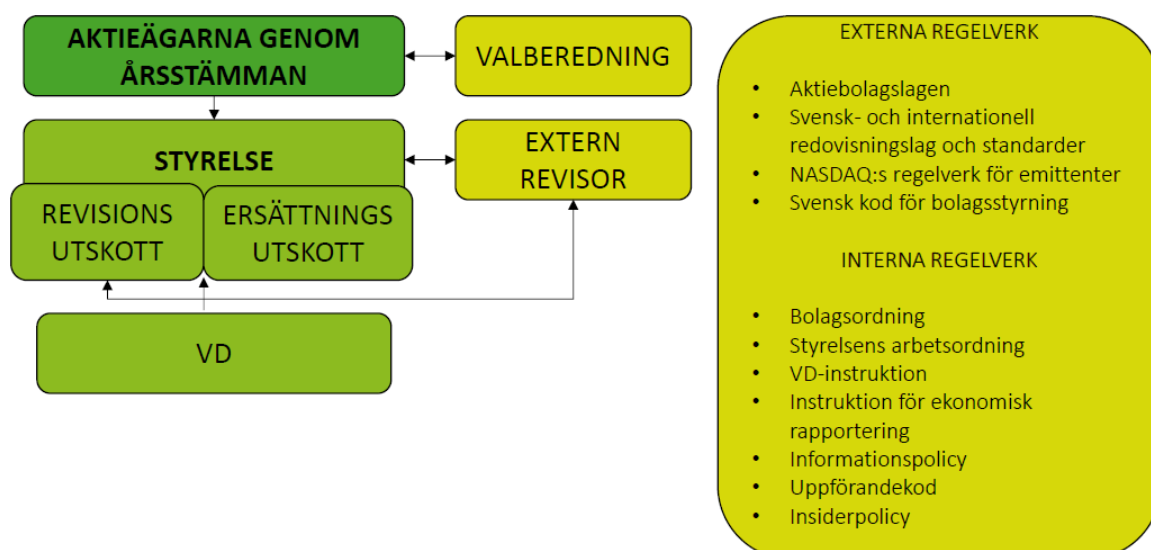 AKTIEÄGARNA GENOM
ÅRSSTÄMMAN
VALBEREDNING
STYRELSE
EXTERN
REVISOR
REVISIONS
UTSKOTT
ERSÄTTNINGS
UTSKOTT
VD
EXTERNA REGELVERK
• Aktiebolagslagen
• Svensk- och internationell
redovisningslag och standarder
• NASDAQ:s regelverk för emittenter
• Svensk kod för bolagsstyrning
INTERNA REGELVERK
• Bolagsordning
• Styrelsens arbetsordning
• VD-instruktion
• Instruktion för ekonomisk
rapportering
• Informationspolicy
• Uppförandekod
• Insiderpolicy